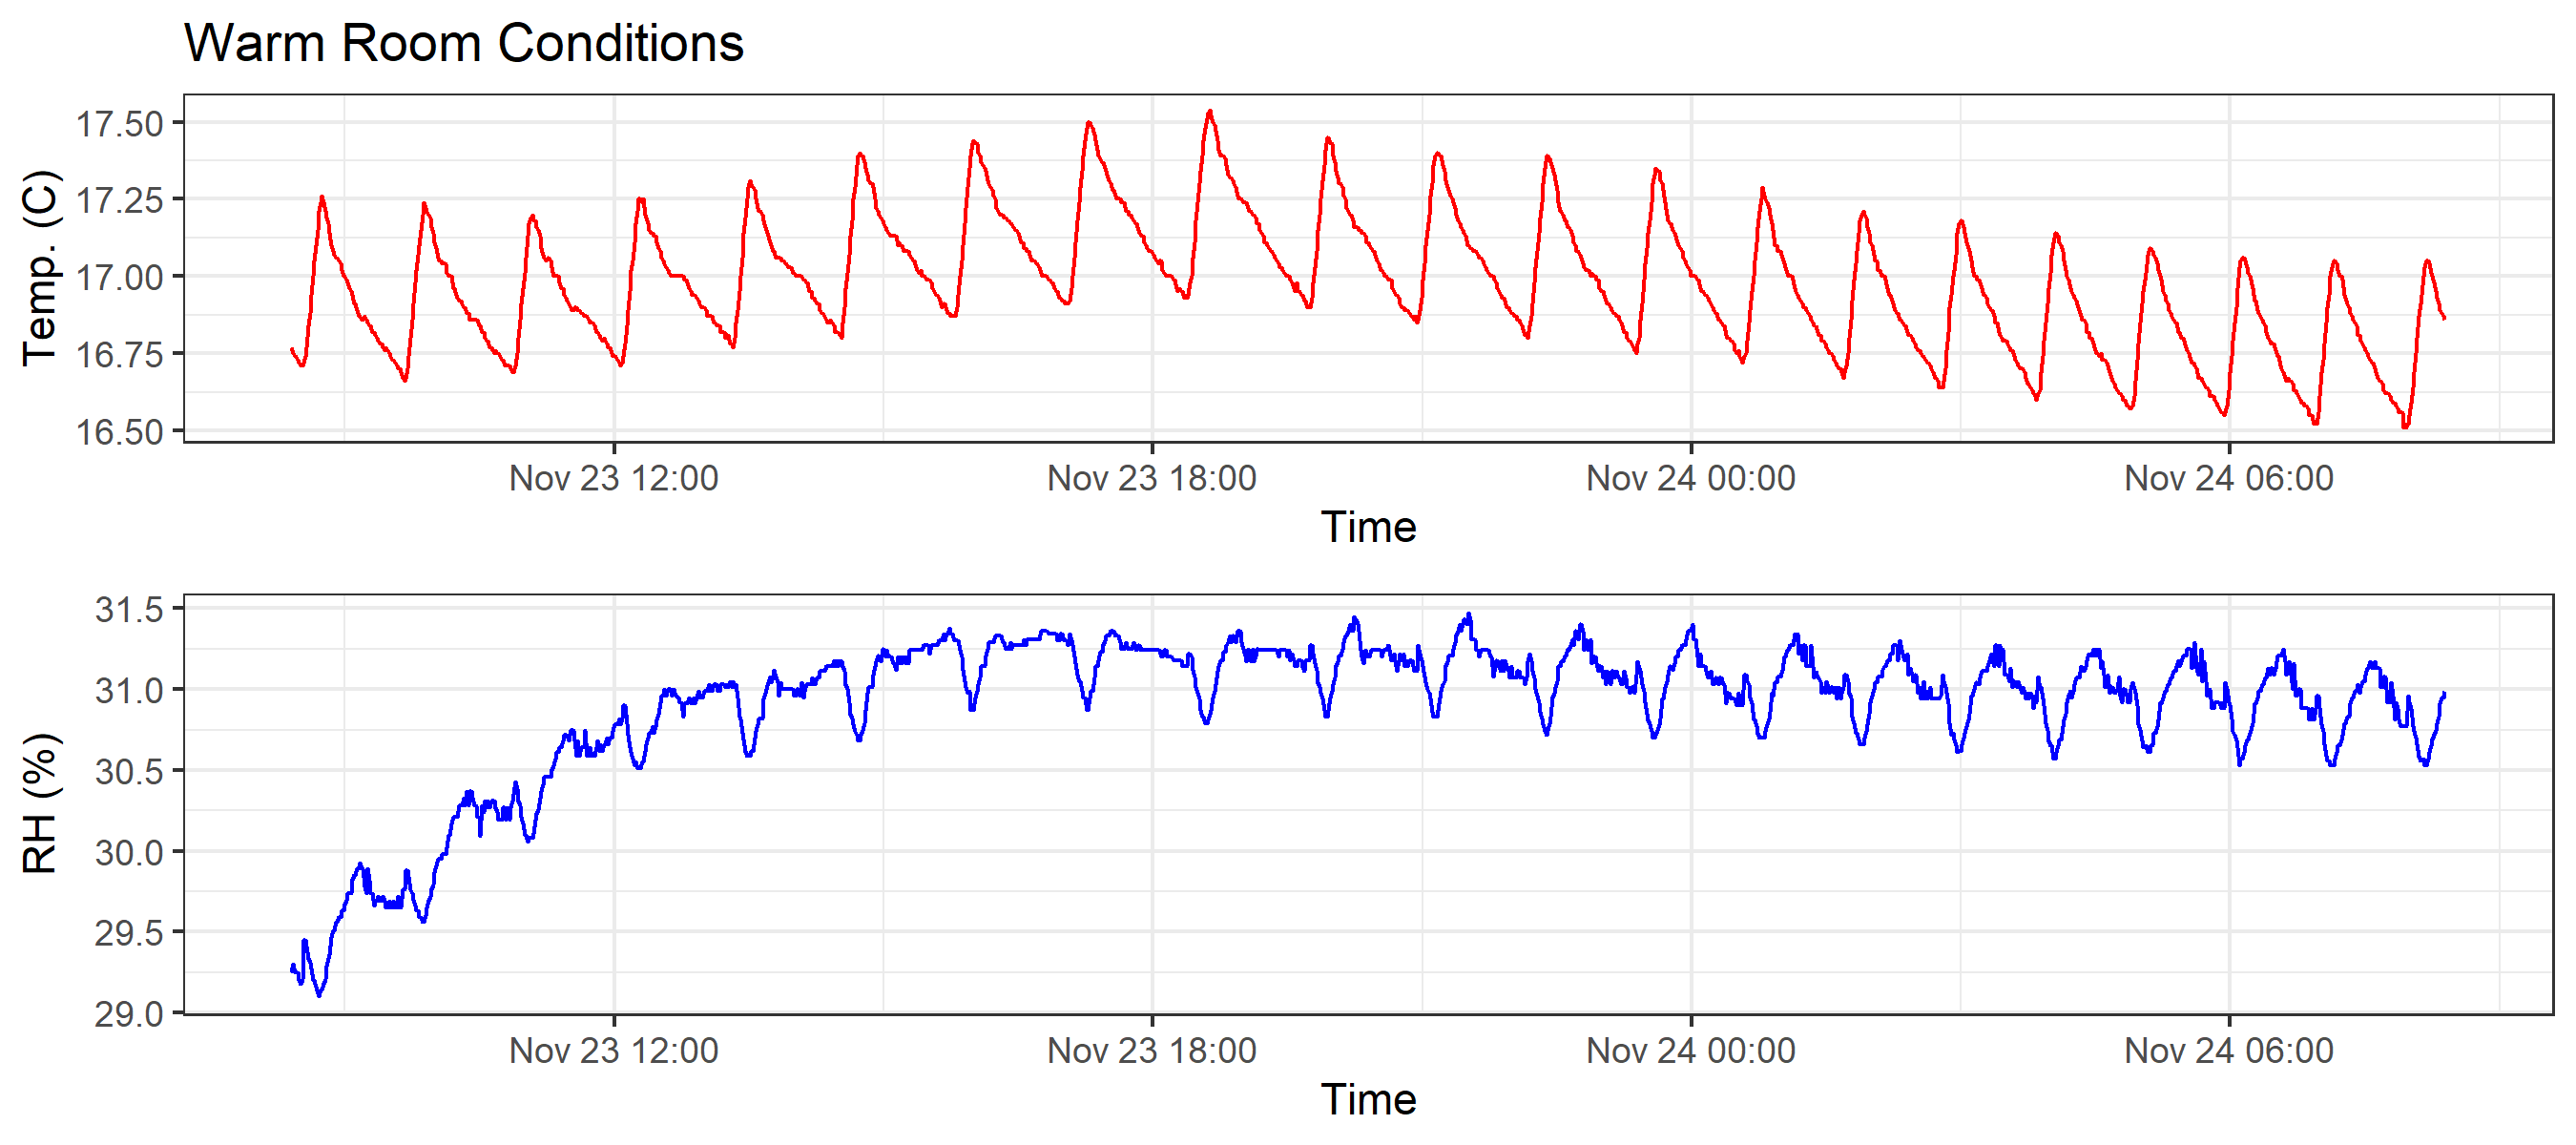 Warm Room Conditions
Temp. (C)
17.50
17.25
17.00
16.75
16.50
Nov 23 12:00 Nov 23 18:00 Nov 24 00:00 Nov 24 06:00
Time
RH (%)
31.5
31.0
30.5
30.0
29.5
29.0
Nov 23 12:00 Nov 23 18:00 Nov 24 00:00 Nov 24 06:00
Time